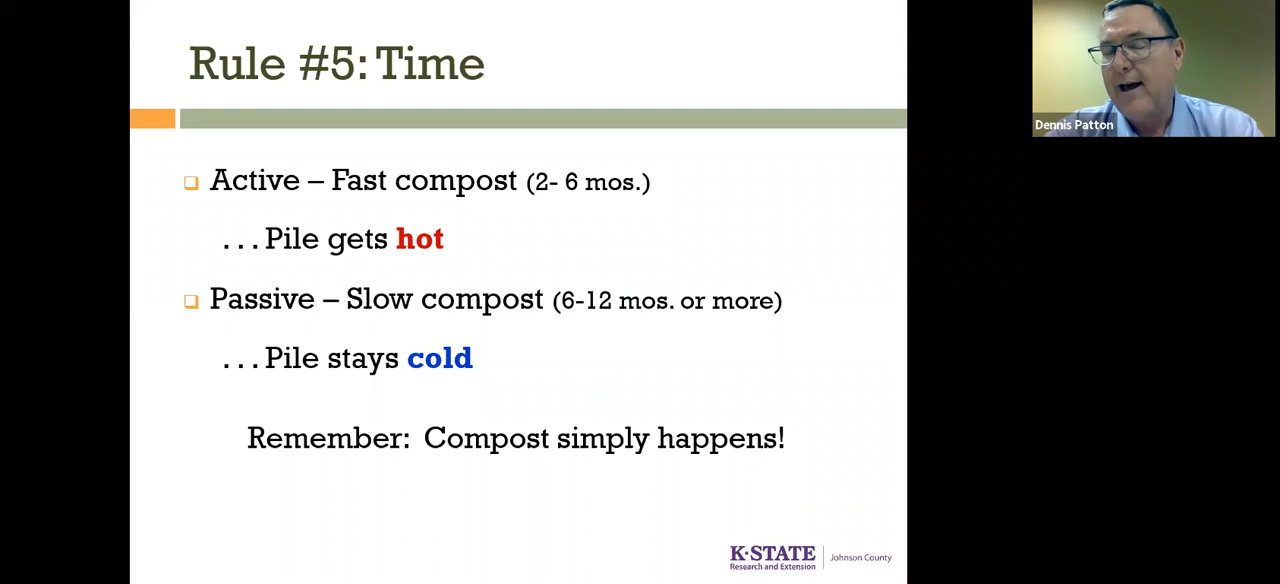 Rule #5: Time
Active – Fast compost (2- 6 mos.)
. . . Pile gets hot
Passive – Slow compost (6-12 mos. or more)
. . . Pile stays cold
Remember:  Compost simply happens!
K·STATE
Research and Extension
Johnson County
Dennis Patton